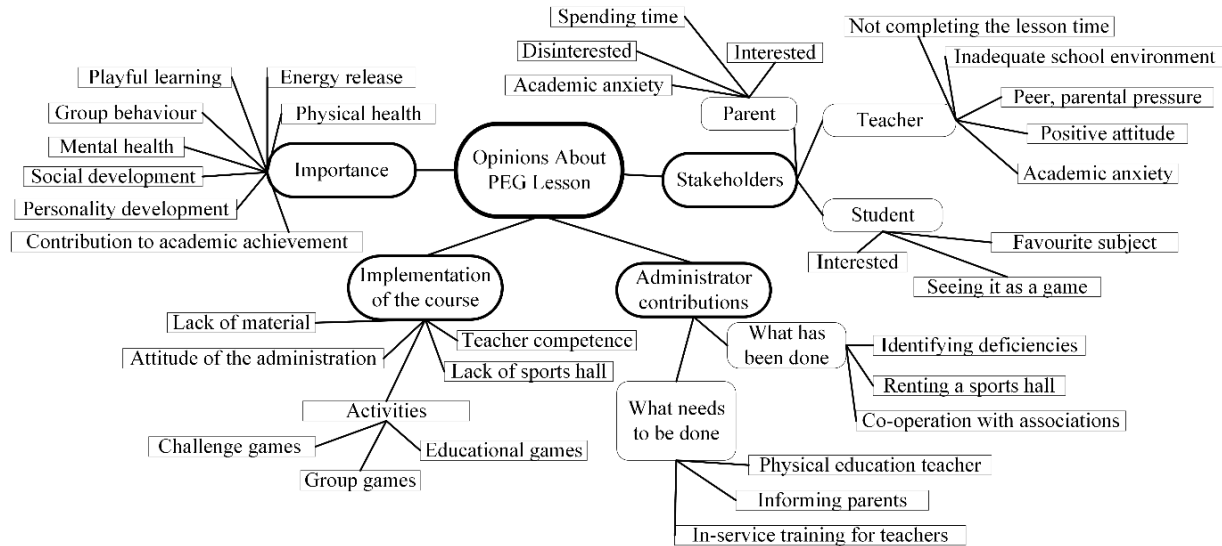 Opinions About
PEG Lesson
Importance
Playful learning
Energy release
Group behaviour
Physical health
Mental health
Social development
Personality development
Contribution to academic achievement
Stakeholders
Parent
Spending time
Disinterested
Interested
Academic anxiety
Teacher
Not completing the lesson time
Inadequate school environment
Peer, parental pressure
Positive attitude
Academic anxiety
Student
Favourite subject
Interested
Seeing it as a game
Implementation
of the course
Lack of material
Attitude of the administration
Teacher competence
Lack of sports hall
Activities
Challenge games
Educational games
Group games
Administrator
contributions
What has
been done
Identifying deficiencies
Renting a sports hall
Co-operation with associations
What needs
to be done
Physical education teacher
Informing parents
In-service training for teachers